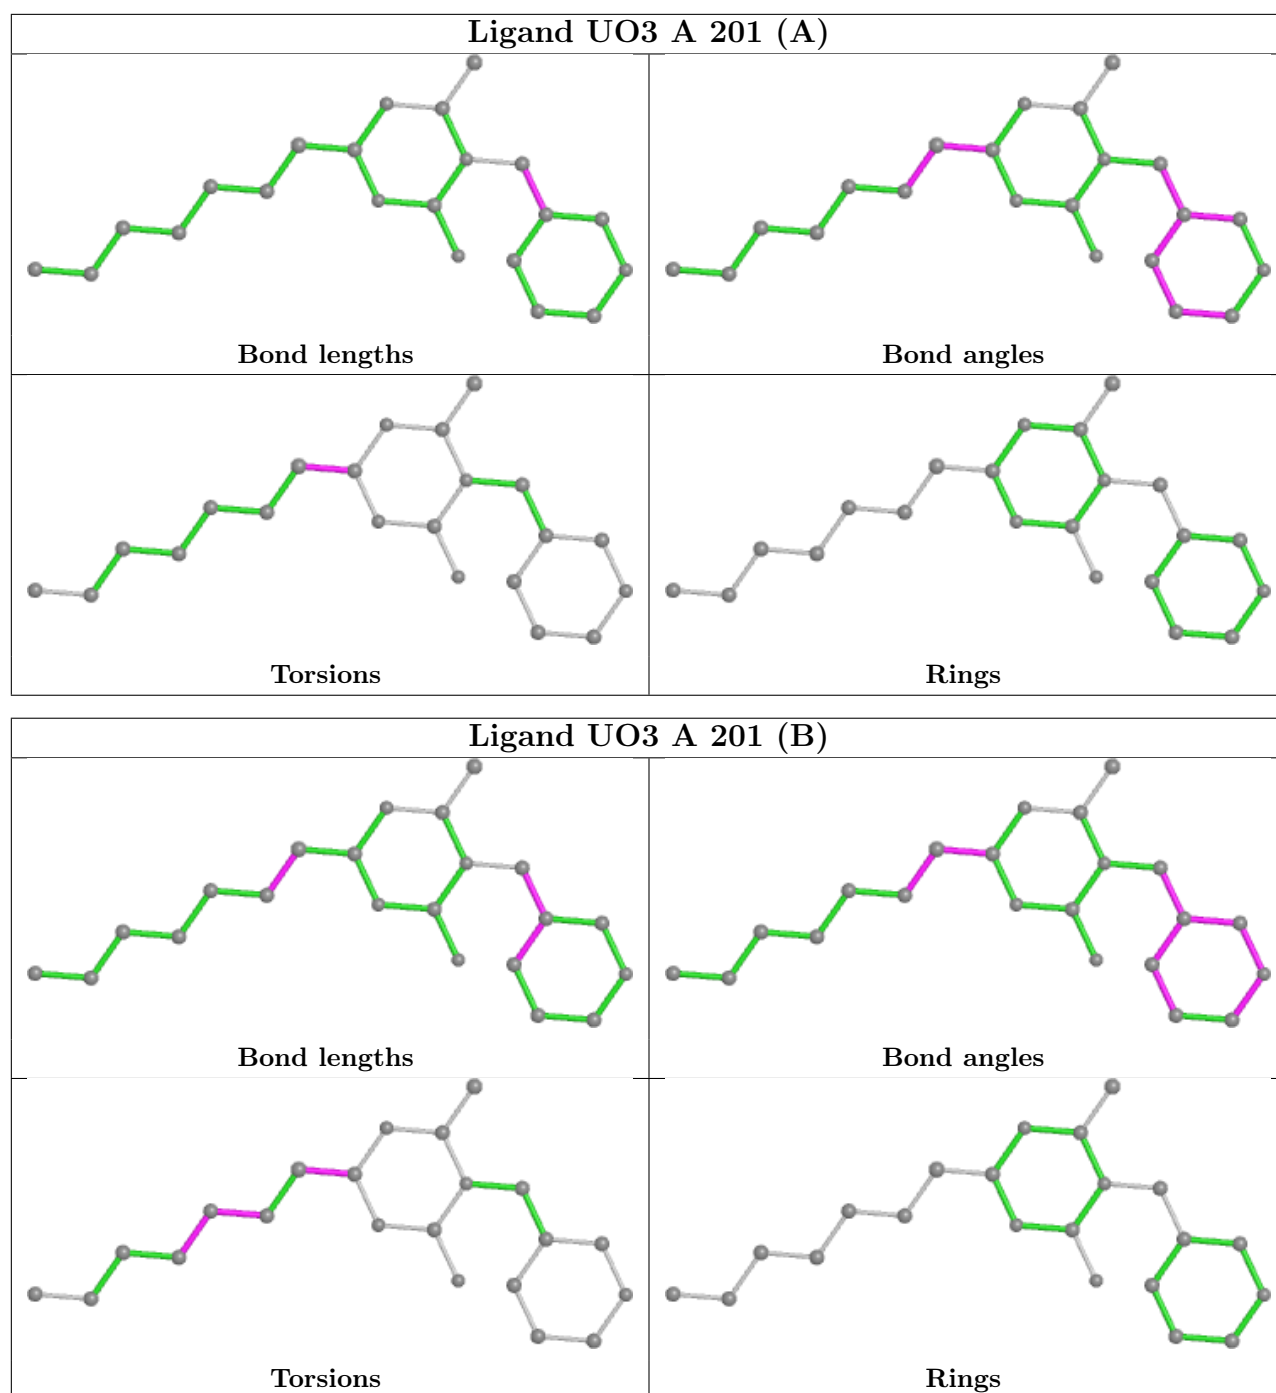 Ligand UO3 A 201 (A)
Bond lengths
Bond angles
Torsions
Rings
Ligand UO3 A 201 (B)
Bond lengths
Bond angles
Torsions
Rings